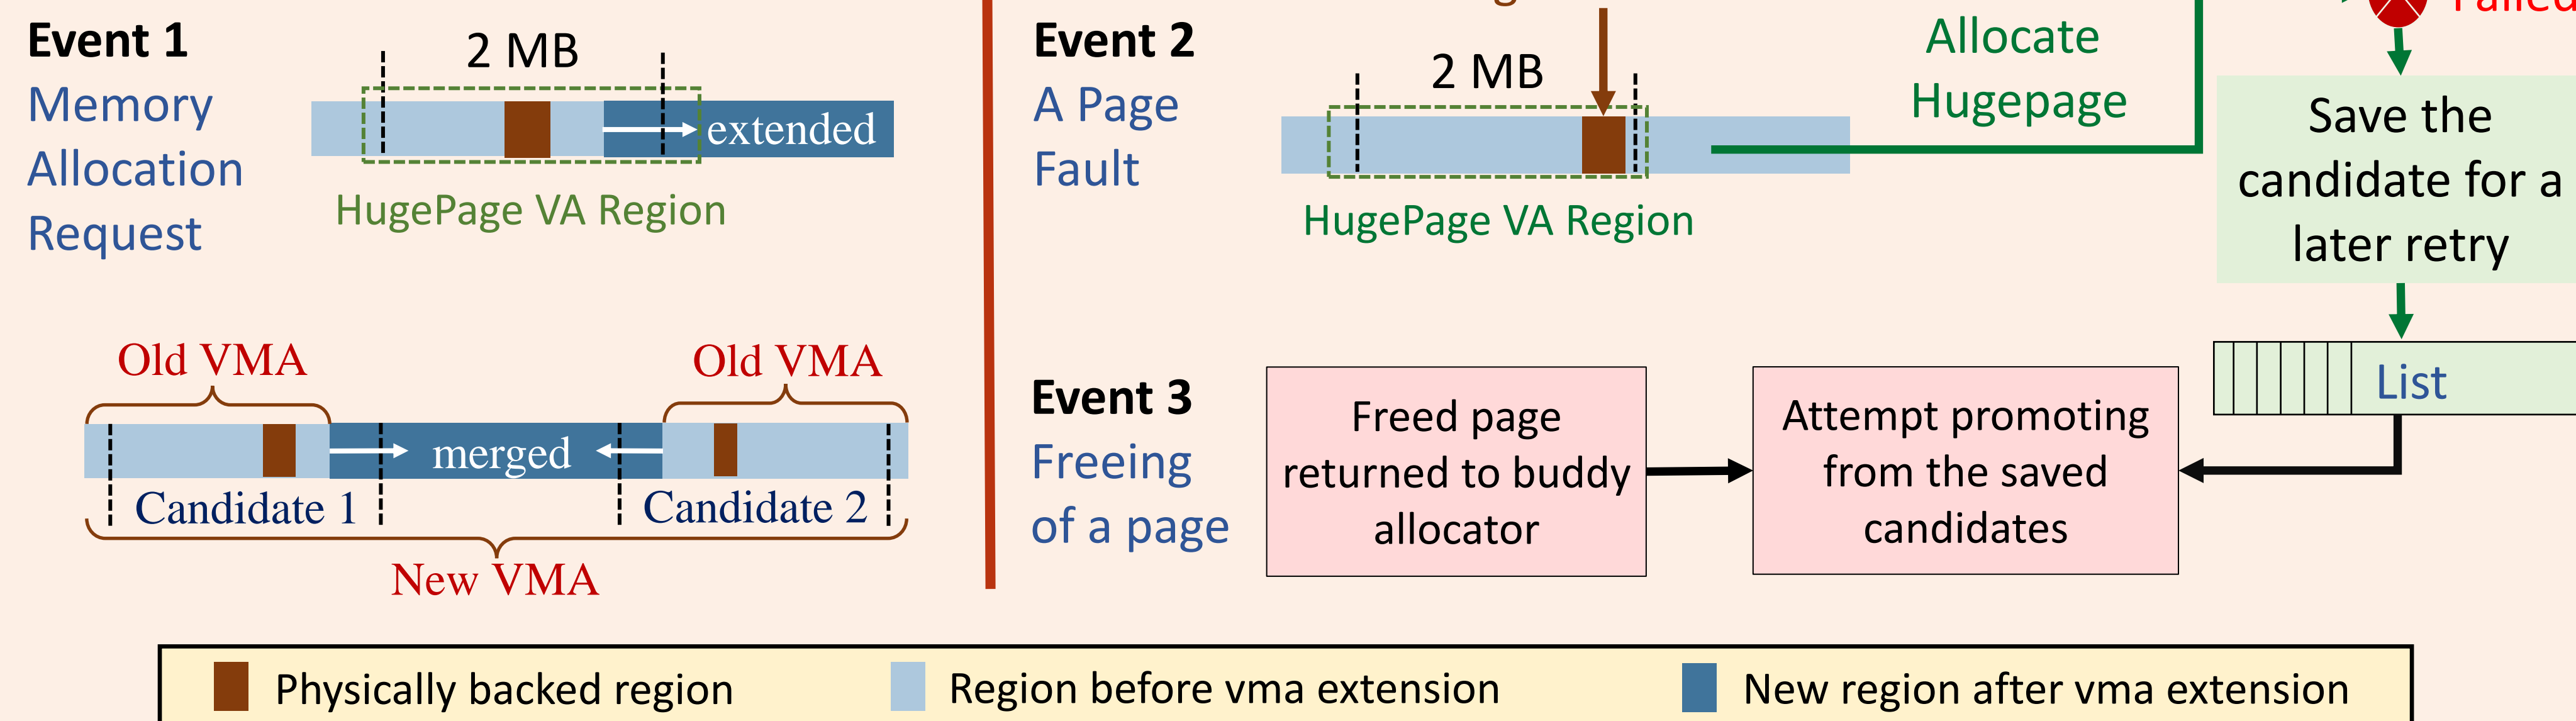 Event 1
Memory
Allocation
Request
2 MB
extended
HugePage VA Region
Old VMA
Old VMA
merged
Candidate 1
Candidate 2
New VMA
Event 2
A Page
Fault
2 MB
HugePage VA Region
Allocate
Hugepage
Failed
Save the
candidate for a
later retry
List
Event 3
Freeing
of a page
Freed page
returned to buddy
allocator
Attempt promoting
from the saved
candidates
Physically backed region
Region before vma extension
New region after vma extension